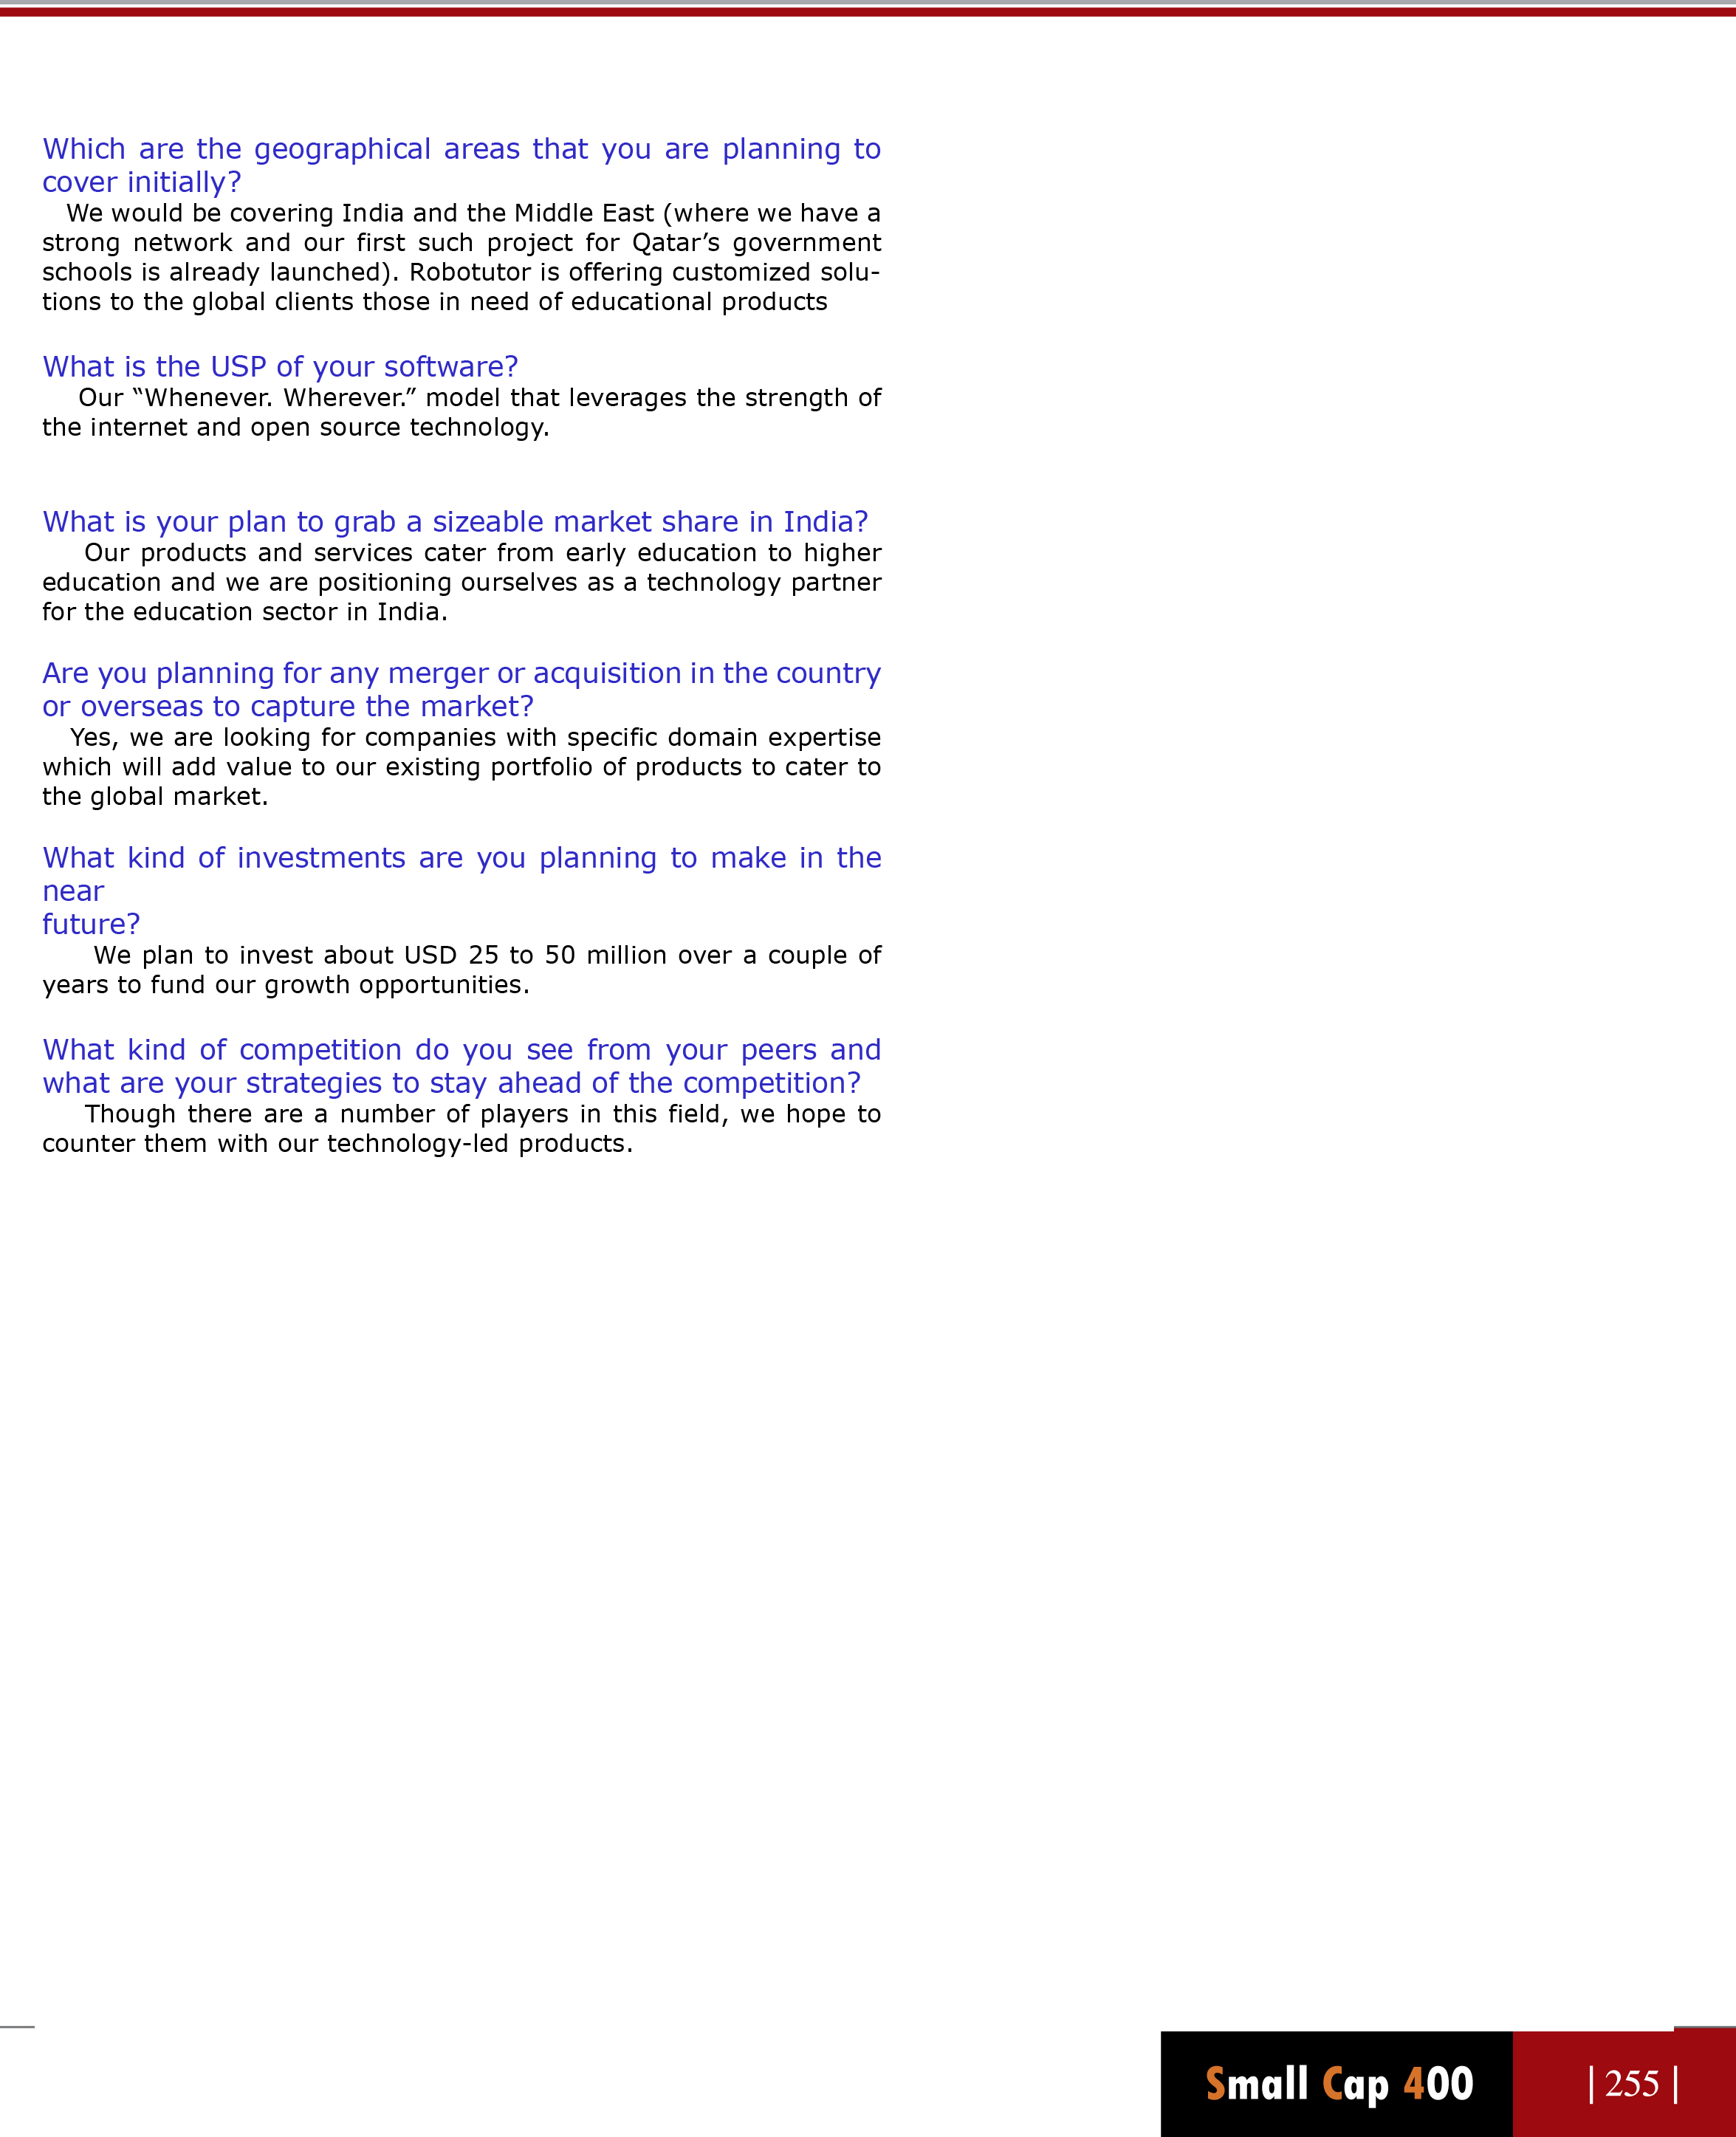 Which are the geographical areas that you are planning to
cover initially?
We would be covering India and the Middle East (where we have a
strong network and our first such project for Qatar’s government
schools is already launched). Robotutor is offering customized solu-
tions to the global clients those in need of educational products
What is the USP of your software?
Our “Whenever. Wherever.” model that leverages the strength of
the internet and open source technology.
What is your plan to grab a sizeable market share in India?
Our products and services cater from early education to higher
education and we are positioning ourselves as a technology partner
for the education sector in India.
Are you planning for any merger or acquisition in the country
or overseas to capture the market?
Yes, we are looking for companies with specific domain expertise
which will add value to our existing portfolio of products to cater to
the global market.
What kind of investments are you planning to make in the
near
future?
We plan to invest about USD 25 to 50 million over a couple of
years to fund our growth opportunities.
What kind of competition do you see from your peers and
what are your strategies to stay ahead of the competition?
Though there are a number of players in this field, we hope to
counter them with our technology-led products.
Small Cap 400
| 255 |